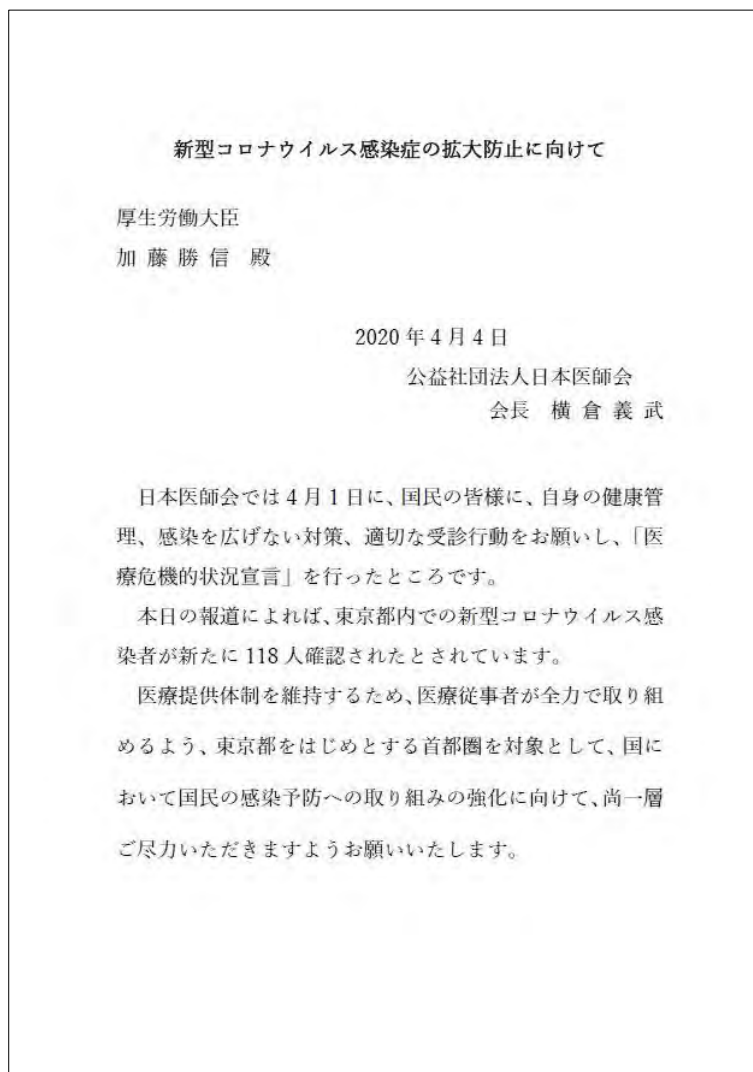 新型コロナウイルス感染症の拡大防止に向けて
厚生労働大臣
加 藤 勝 信　殿
2020 年 4 月 4 日
公益社団法人日本医師会
会長　横 倉 義 武
　日本医師会では 4 月 1 日に、国民の皆様に、自身の健康管
理、感染を広げない対策、適切な受診行動をお願いし、「医
療危機的状況宣言」を行ったところです。
　本日の報道によれば、東京都内での新型コロナウイルス感
染者が新たに 118 人確認されたとされています。
　医療提供体制を維持するため、医療従事者が全力で取り組
めるよう、東京都をはじめとする首都圏を対象として、国に
おいて国民の感染予防への取り組みの強化に向けて、尚一層
ご尽力いただきますようお願いいたします。